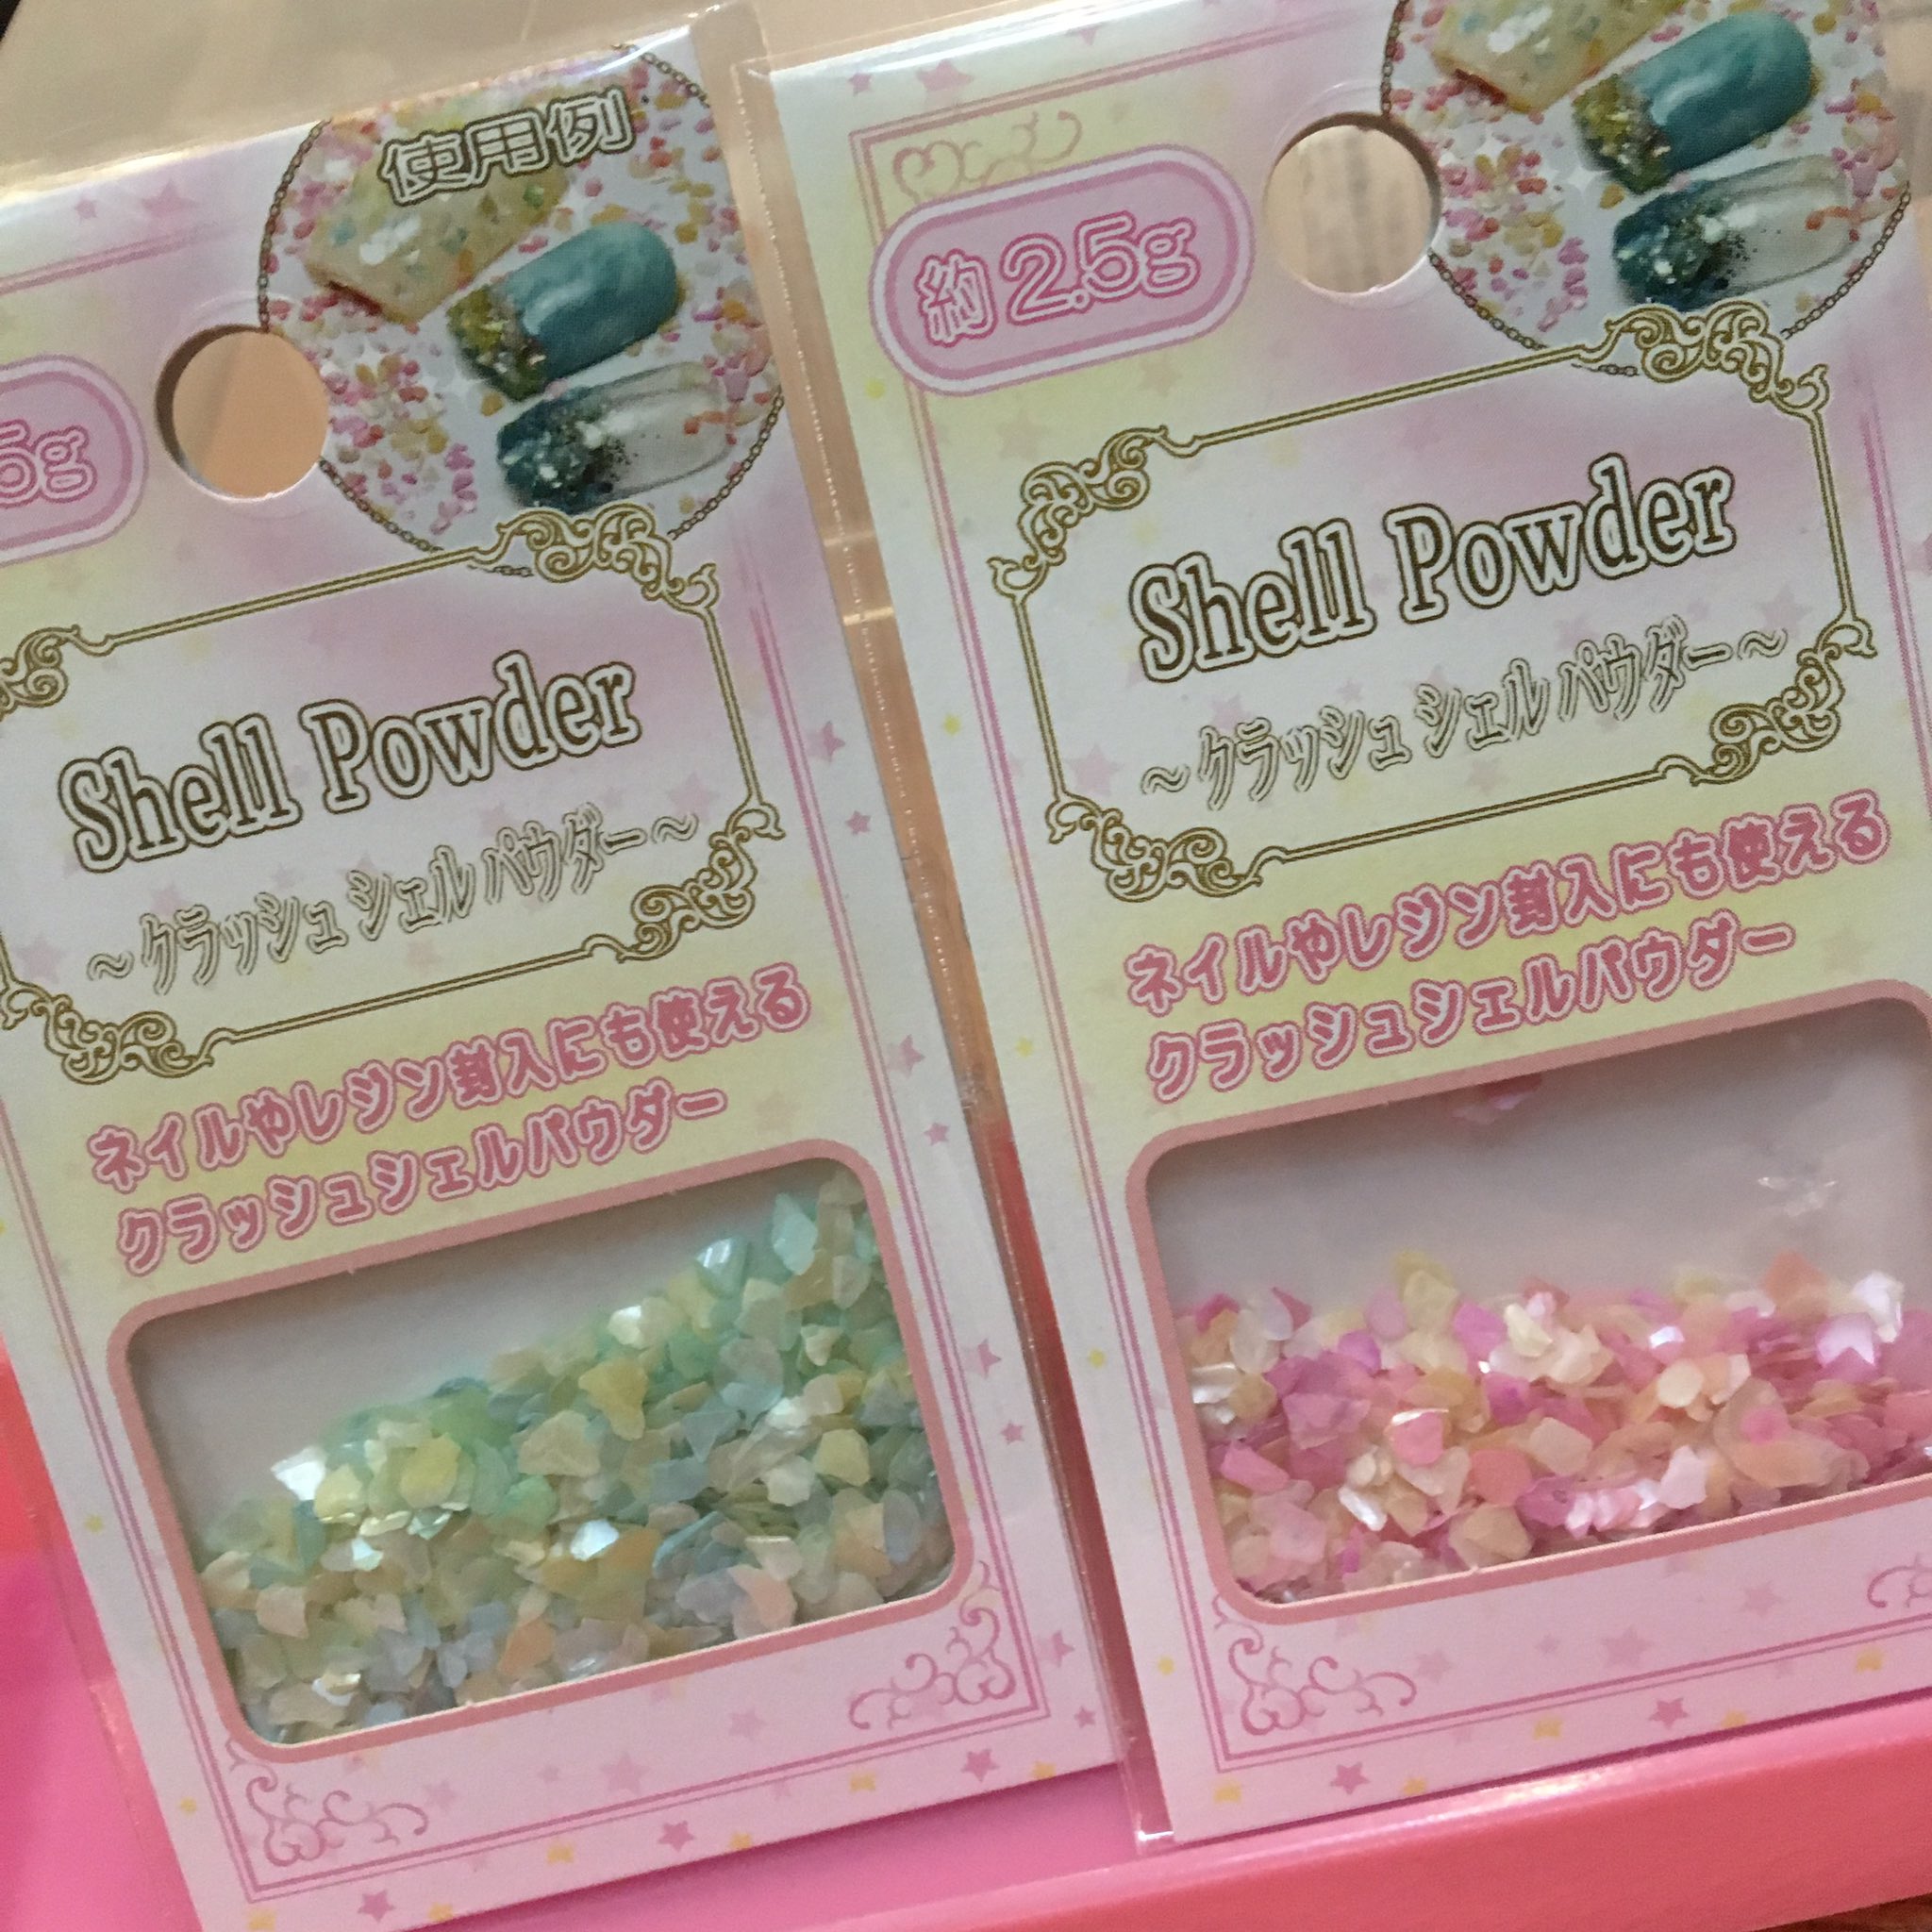 使用例
5g
Shell Powder
~クラッシュ シェル パウダー~
ネイルやレジン封入にも使える
クラッシュシェルパウダー
約2.5g
Shell Powder
~クラッシュ シェル パウダー~
ネイルやレジン封入にも使える
クラッシュシェルパウダー